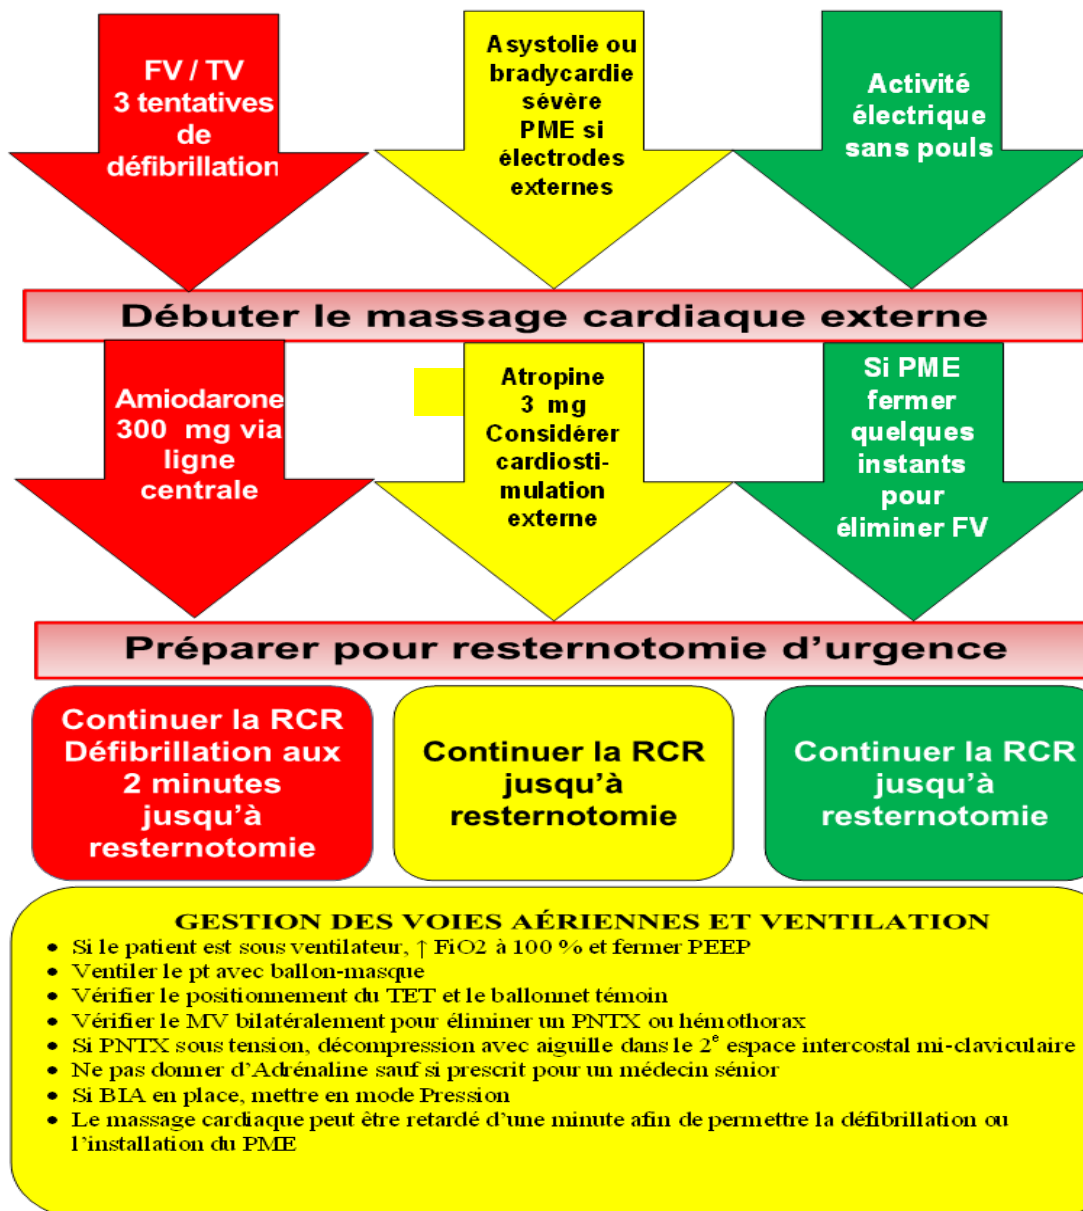 FV / TV
3 tentatives
de
défibrillation
Asystolie ou
bradycardie
sévère
PME si
électrodes
externes
Activité
électrique
sans pouls
Débuter le massage cardiaque externe
Amiodarone
300 mg via
ligne
centrale
Atropine
3 mg
Considérer
cardiosti-
mulation
externe
Si PME
fermer
quelques
instants
pour
éliminer FV
Préparer pour resternotomie d’urgence
Continuer la RCR
Défibrillation aux
2 minutes
jusqu’à
resternotomie
Continuer la RCR
jusqu’à
resternotomie
Continuer la RCR
jusqu’à
resternotomie
GESTION DES VOIES AÉRIENNES ET VENTILATION
• Si le patient est sous ventilateur, ↑ FiO2 à 100 % et fermer PEEP
• Ventiler le pt avec ballon-masque
• Vérifier le positionnement du TET et le ballonnet témoin
• Vérifier le MV bilatéralement pour éliminer un PNTX ou hémothorax
• Si PNTX sous tension, décompression avec aiguille dans le 2e espace intercostal mi-claviculaire
• Ne pas donner d’Adrénaline sauf si prescrit pour un médecin sénior
• Si BIA en place, mettre en mode Pression
• Le massage cardiaque peut être retardé d’une minute afin de permettre la défibrillation ou
l’installation du PME